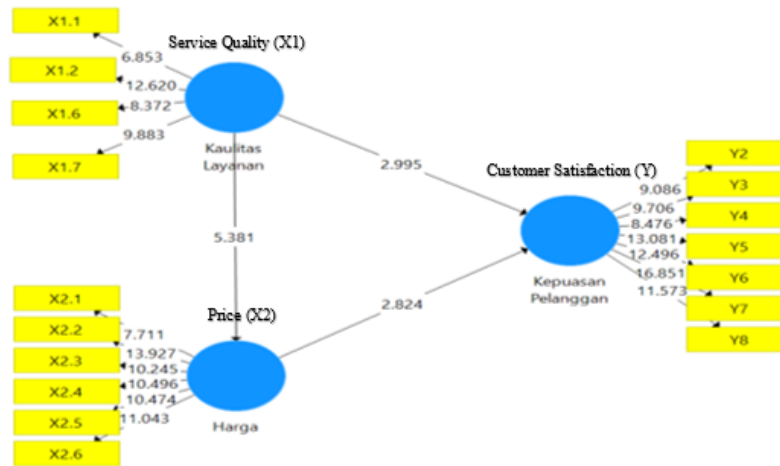 X1.1
X1.2
X1.6
X1.7
Service Quality (X1)
6.853
12.620
8.372
9.883
Kaulitas
Layanan
2.995
5.381
2.824
Customer Satisfaction (Y)
Kepuasan
Pelanggan
9.086
9.706
8.476
13.081
12.496
16.851
11.573
Y2
Y3
Y4
Y5
Y6
Y7
Y8
Price (X2)
Harga
X2.1
X2.2
X2.3
X2.4
X2.5
X2.6
7.711
13.927
10.245
10.496
10.474
11.043